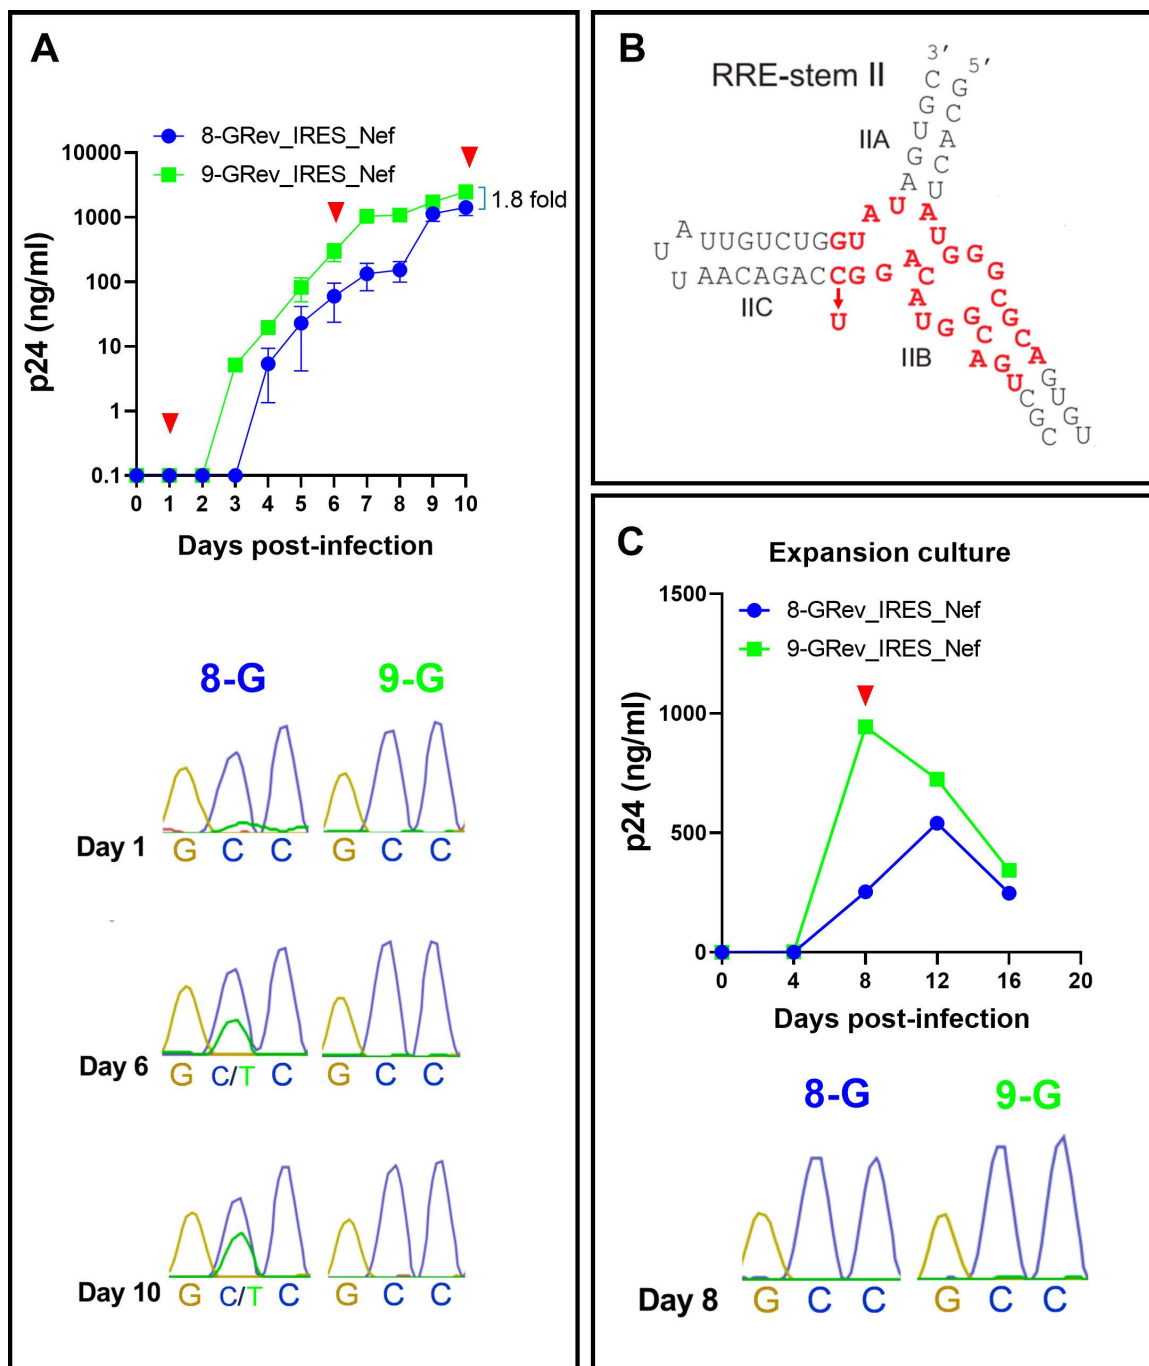 A
8-GRev_IRES_Nef
9-GRev_IRES_Nef
10000
1000
100
10
1
0.1
p24 (ng/ml)
1.8 fold
0 1 2 3 4 5 6 7 8 9 10
Days post-infection
8-G 9-G
Day 1 G C C G C C
Day 6 G C/T C G C C
Day 10 G C/T C G C C
B
RRE-stem II
3' 5'
C G
G C
U A
G C
A U
IIA
U A U
A U U G U C U G G U A U
U A A C A G A C C G G A C
IIC
U
A U G G C A G U C G C
IIB
A U G G G C G C A G U G U
C
Expansion culture
1500
1000
500
0
8-GRev_IRES_Nef
9-GRev_IRES_Nef
p24 (ng/ml)
0 4 8 12 16 20
Days post-infection
8-G 9-G
Day 8 G C C G C C